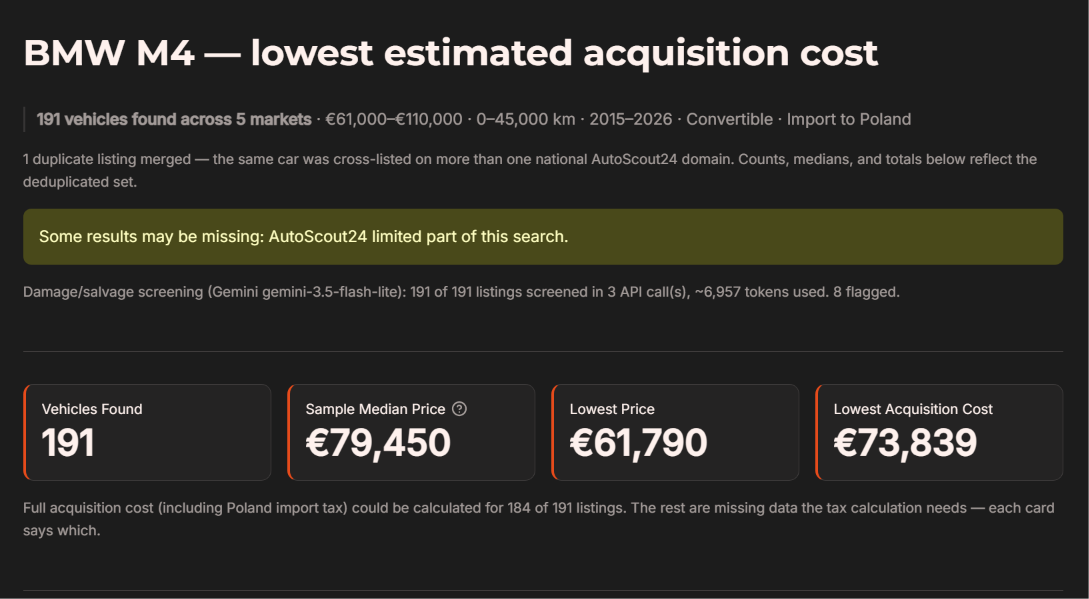 BMW M4 — lowest estimated acquisition cost
191 vehicles found across 5 markets · €61,000–€110,000 · 0–45,000 km · 2015–2026 · Convertible · Import to Poland
1 duplicate listing merged — the same car was cross-listed on more than one national AutoScout24 domain. Counts, medians, and totals below reflect the
deduplicated set.
Some results may be missing: AutoScout24 limited part of this search.
Damage/salvage screening (Gemini gemini-3.5-flash-lite): 191 of 191 listings screened in 3 API call(s), ~6,957 tokens used. 8 flagged.
Vehicles Found
191
Sample Median Price ?
€79,450
Lowest Price
€61,790
Lowest Acquisition Cost
€73,839
Full acquisition cost (including Poland import tax) could be calculated for 184 of 191 listings. The rest are missing data the tax calculation needs — each card
says which.